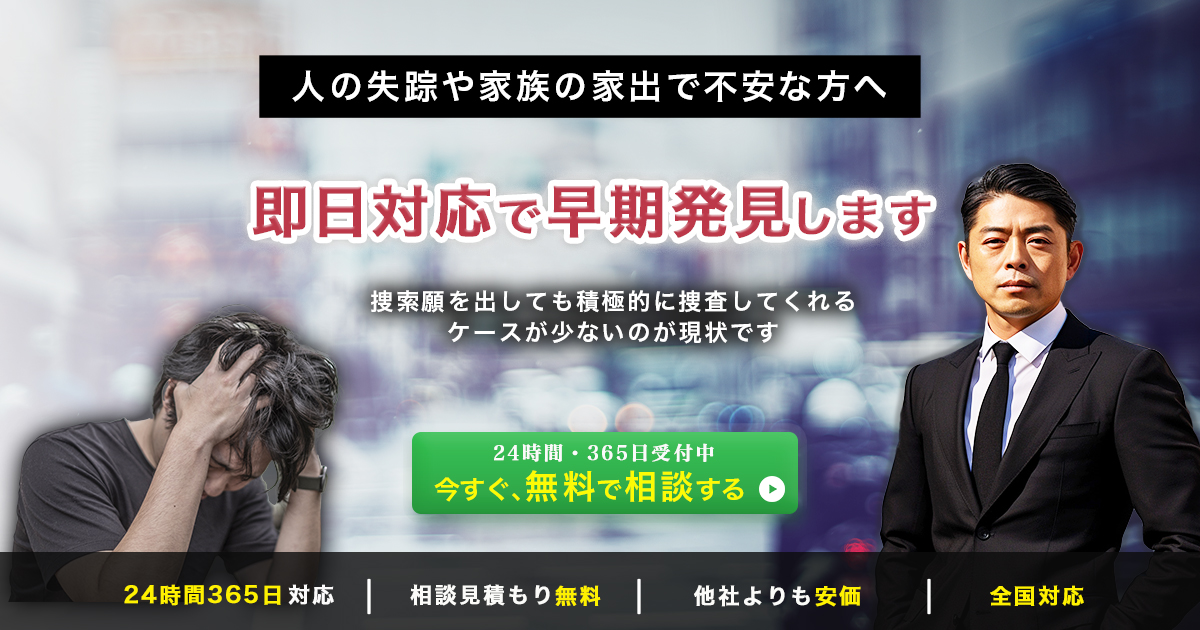 人の失踪や家族の家出で不安な方へ
即日対応で早期発見します
捜索願を出しても積極的に捜査してくれる
ケースが少ないのが現状です
24時間・365日受付中
今すぐ、無料で相談する
24時間365日対応 | 相談見積もり無料 | 他社よりも安価 | 全国対応